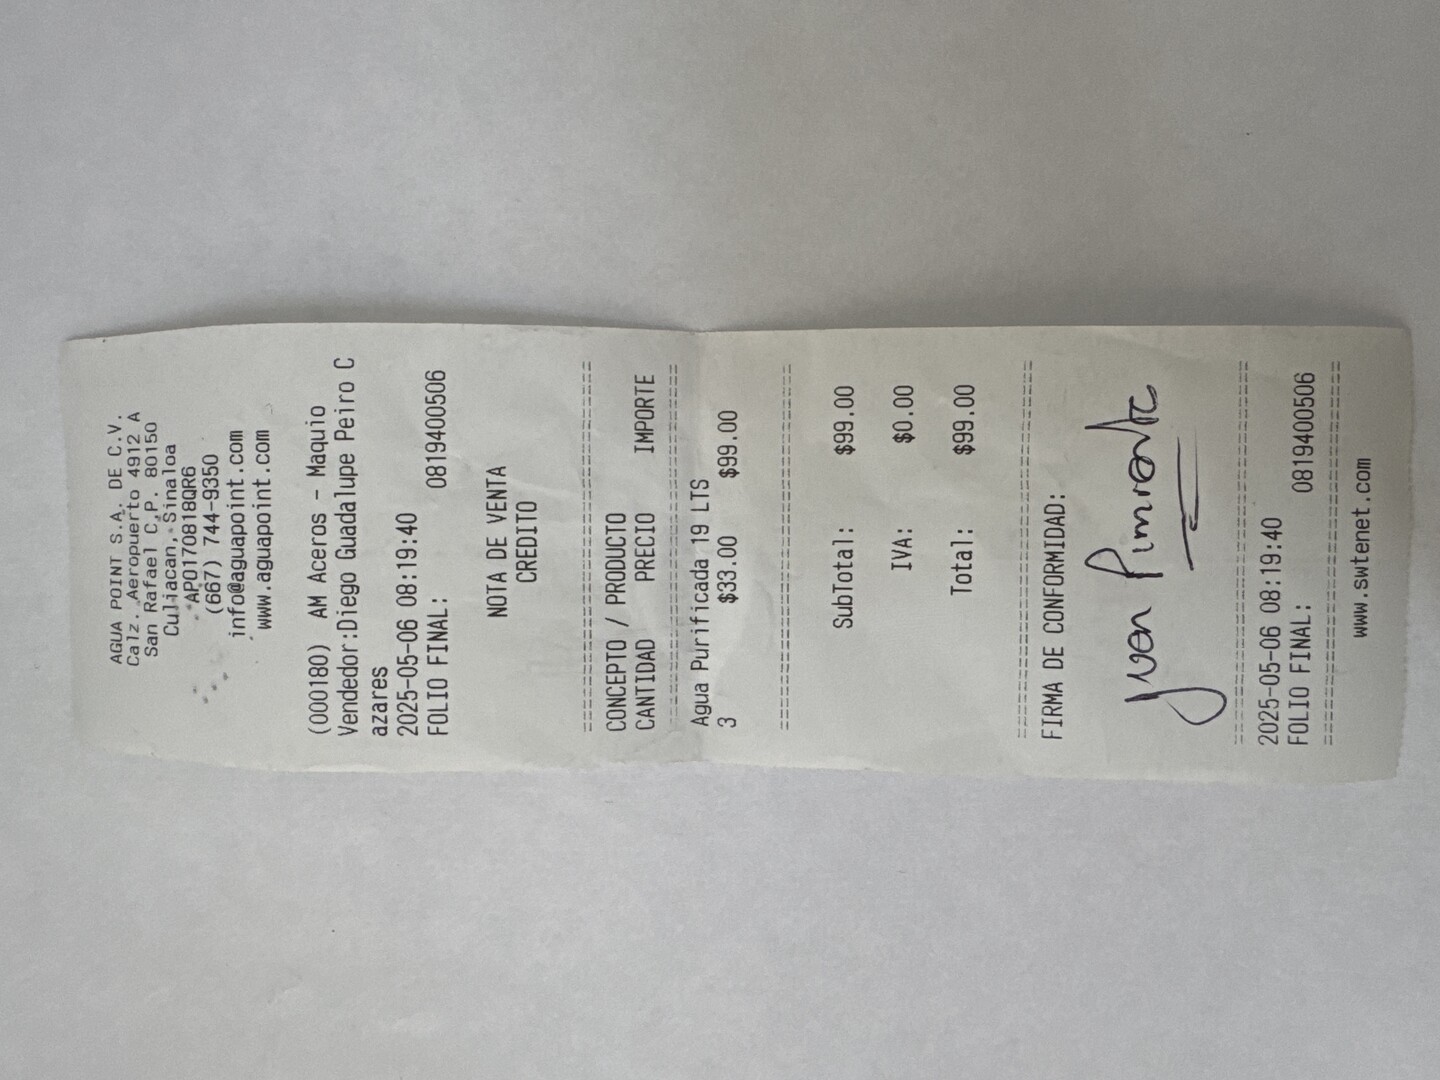 AGUA POINT S.A. DE C.V.
Calz. Aeropuerto 4912 A
San Rafael C.P. 80150
Culiacan, Sinaloa
APO170818QR6
(667) 744-9350
info@aguapoint.com
www.aguapoint.com
(000180) AM Aceros - Maquio
Vendedor:Diego Guadalupe Peiro C
azares
2025-05-06 08:19:40
FOLIO FINAL: 0819400506
NOTA DE VENTA
CREDITO
================================
CONCEPTO / PRODUCTO
CANTIDAD PRECIO IMPORTE
================================
Agua Purificada 19 LTS
3 $33.00 $99.00
================================
SubTotal: $99.00
IVA: $0.00
Total: $99.00
================================
FIRMA DE CONFORMIDAD:
================================
2025-05-06 08:19:40
FOLIO FINAL: 0819400506
================================
www.swtenet.com